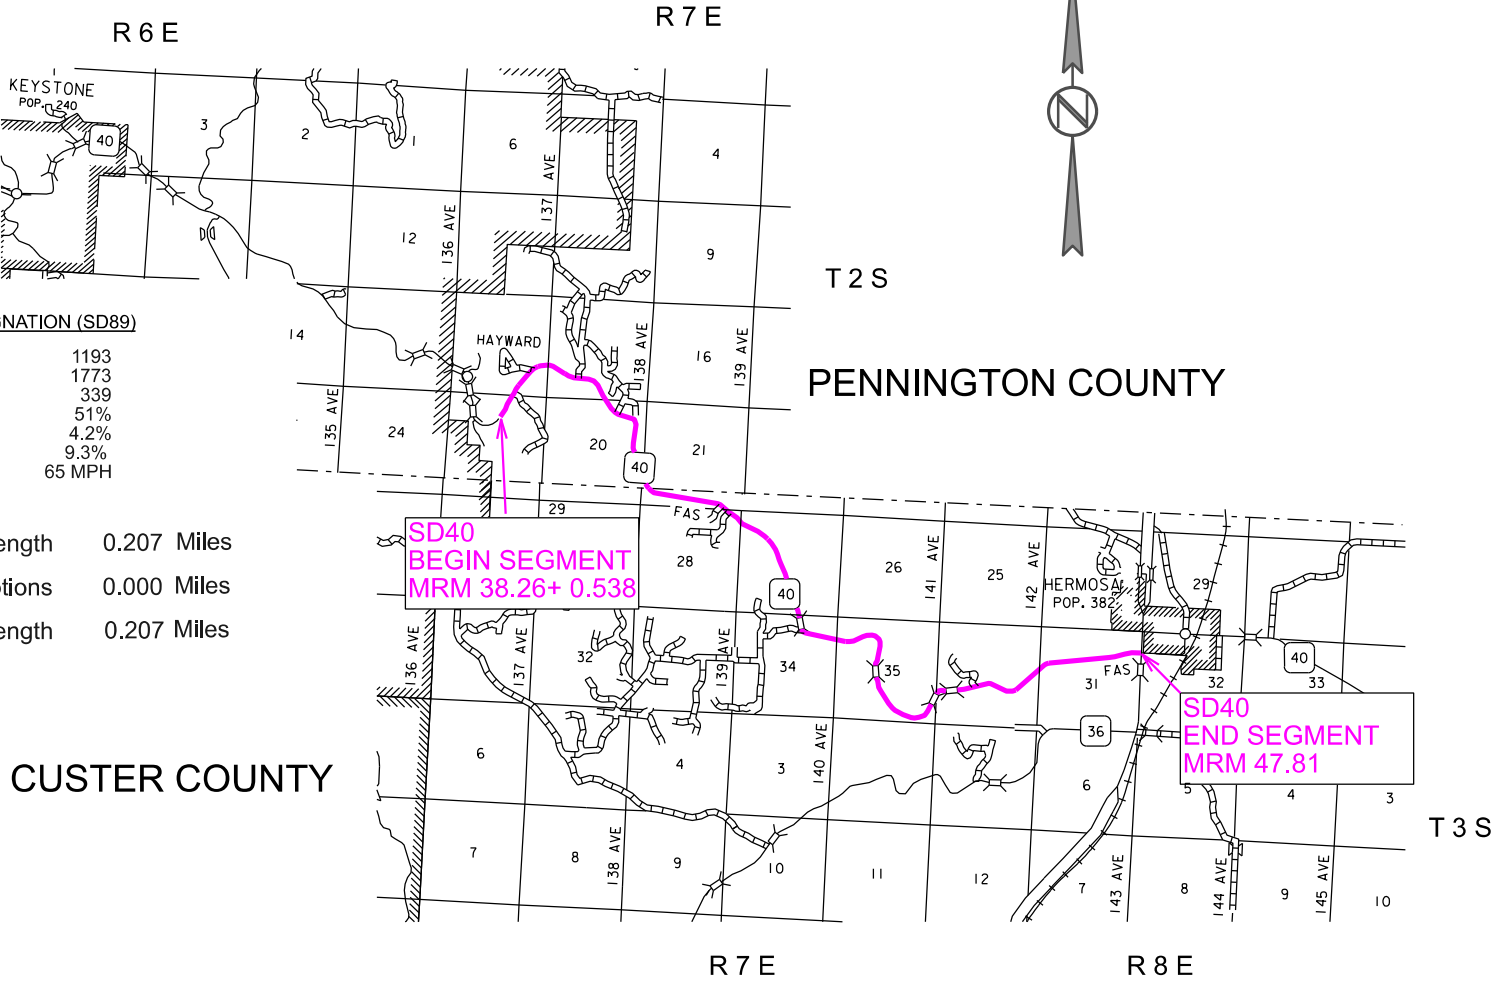 R 6 E
R 7 E
KEYSTONE
POP. 240
40
3
2
1
6
4
137 AVE
136 AVE
12
9
T 2 S
GNATION (SD89)
1193
1773
339
51%
4.2%
9.3%
65 MPH
14
HAYWARD
138 AVE
16
139 AVE
PENNINGTON COUNTY
135 AVE
24
20
21
40
29
FAS
SD40
BEGIN SEGMENT
MRM 38.26+ 0.538
28
26
141 AVE
25
142 AVE
HERMOSA
POP. 382
29
40
ength 0.207 Miles
tions 0.000 Miles
ength 0.207 Miles
136 AVE
137 AVE
32
139 AVE
34
35
31
FAS
32
40
33
SD40
END SEGMENT
MRM 47.81
36
CUSTER COUNTY
6
4
3
140 AVE
6
5
4
3
T 3 S
7
8
138 AVE
9
10
11
12
7
143 AVE
8
144 AVE
9
145 AVE
10
R 7 E
R 8 E
N